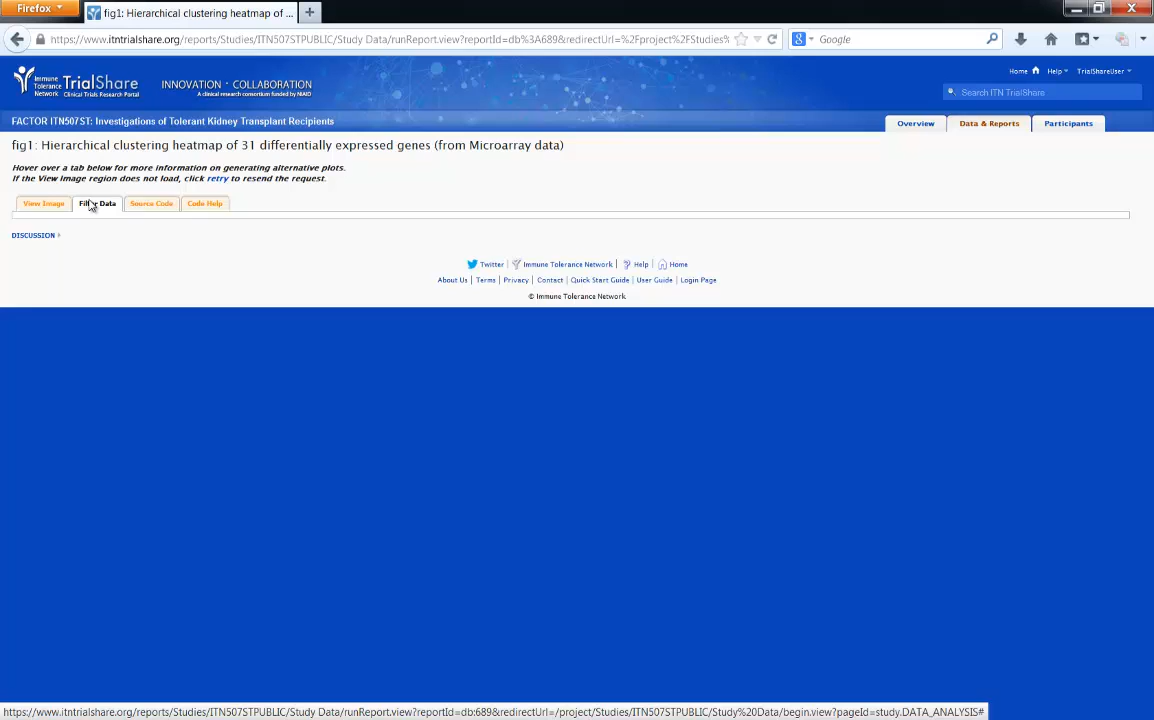 Firefox
fig1: Hierarchical clustering heatmap of ...
https://www.itntrialshare.org/reports/Studies/ITN507STPUBLIC/Study Data/runReport.view?reportId=db%3A689&redirectUrl=%2Fproject%2FStudies%
Google
Immune Tolerance Network TrialShare
Clinical Trials Research Portal
INNOVATION · COLLABORATION
A clinical research consortium funded by NIAID
Home Help TrialShareUser
Search ITN TrialShare
FACTOR ITN507ST: Investigations of Tolerant Kidney Transplant Recipients
Overview Data & Reports Participants
fig1: Hierarchical clustering heatmap of 31 differentially expressed genes (from Microarray data)
Hover over a tab below for more information on generating alternative plots.
If the View Image region does not load, click retry to resend the request.
View Image Filter Data Source Code Code Help
DISCUSSION
Twitter | Immune Tolerance Network | Help | Home
About Us | Terms | Privacy | Contact | Quick Start Guide | User Guide | Login Page
© Immune Tolerance Network
https://www.itntrialshare.org/reports/Studies/ITN507STPUBLIC/Study Data/runReport.view?reportId=db:689&redirectUrl=/project/Studies/ITN507STPUBLIC/Study%20Data/begin.view?pageId=study.DATA_ANALYSIS#